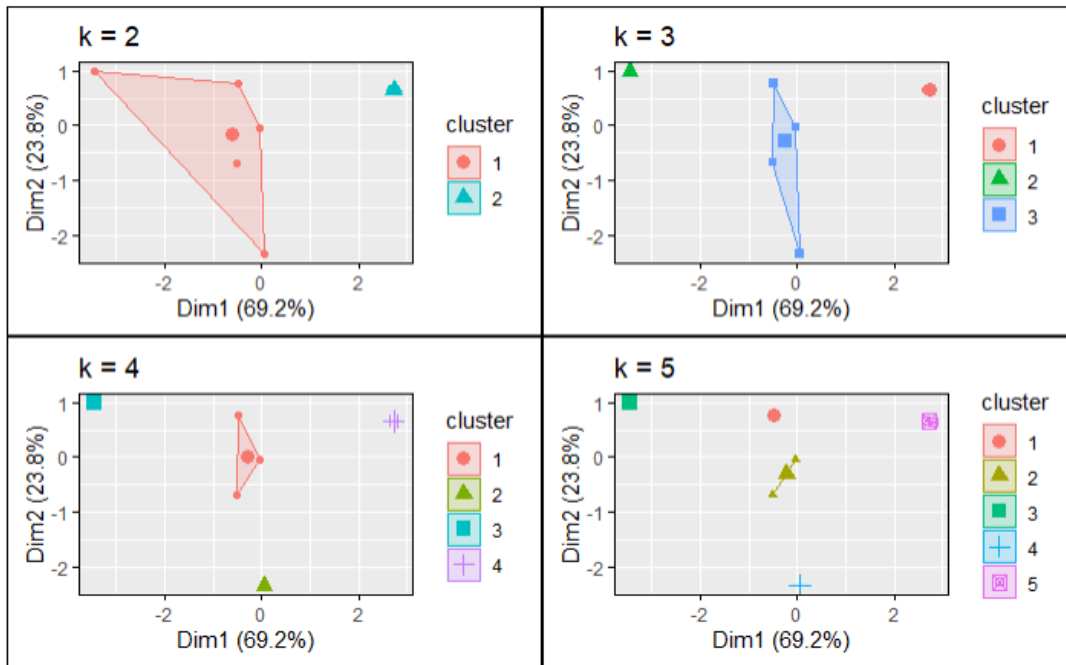 k = 2
1
0
-1
-2
Dim2 (23.8%)
-2
0
2
Dim1 (69.2%)
cluster
1
2
k = 3
1
0
-1
-2
Dim2 (23.8%)
-2
0
2
Dim1 (69.2%)
cluster
1
2
3
k = 4
1
0
-1
-2
Dim2 (23.8%)
-2
0
2
Dim1 (69.2%)
cluster
1
2
3
4
k = 5
1
0
-1
-2
Dim2 (23.8%)
-2
0
2
Dim1 (69.2%)
cluster
1
2
3
4
5